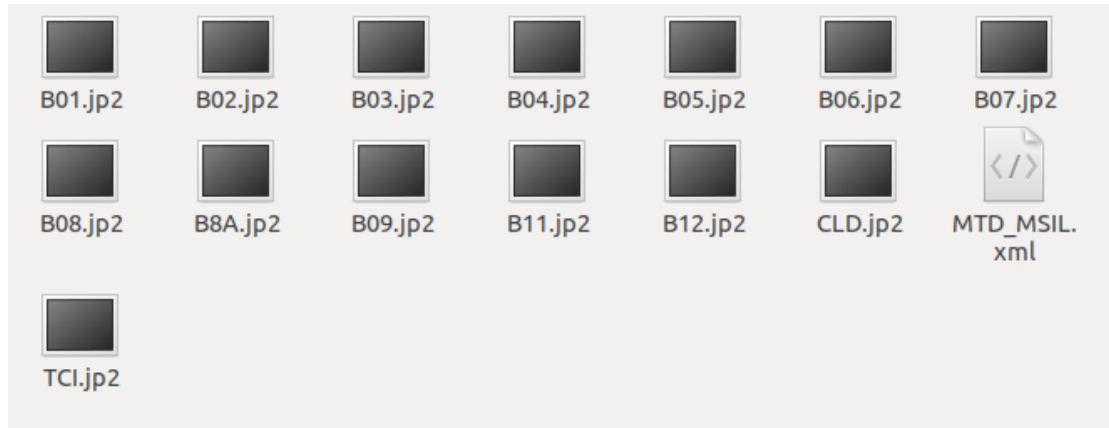 B01.jp2 B02.jp2 B03.jp2 B04.jp2 B05.jp2 B06.jp2 B07.jp2
</>
B08.jp2 B8A.jp2 B09.jp2 B11.jp2 B12.jp2 CLD.jp2 MTD_MSIL.
xml
TCI.jp2